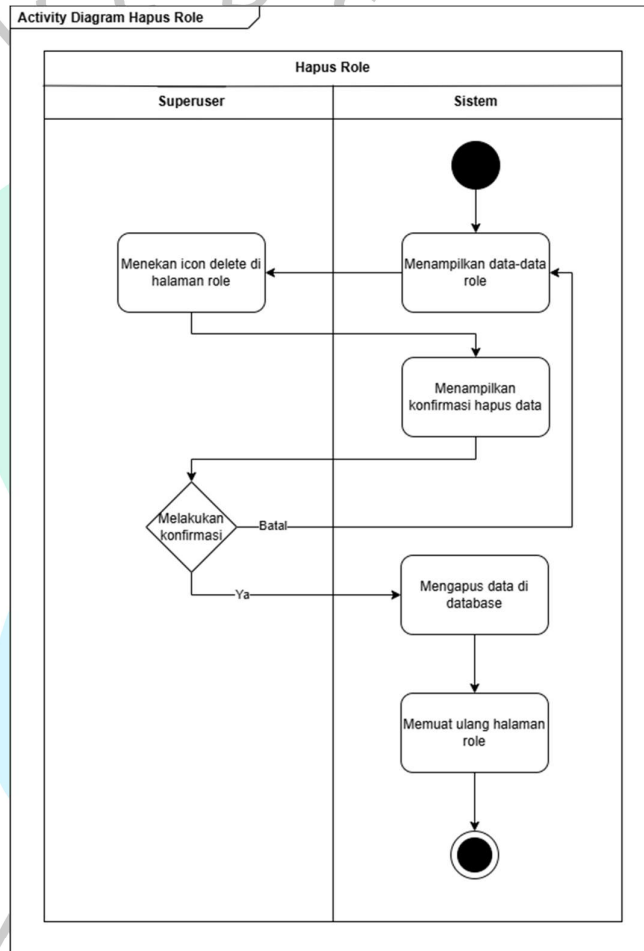 Activity Diagram Hapus Role
Hapus Role
Superuser
Sistem
Menampilkan data-data
role
Menekan icon delete di
halaman role
Menampilkan
konfirmasi hapus data
Melakukan
konfirmasi
Batal
Ya
Mengapus data di
database
Memuat ulang halaman
role